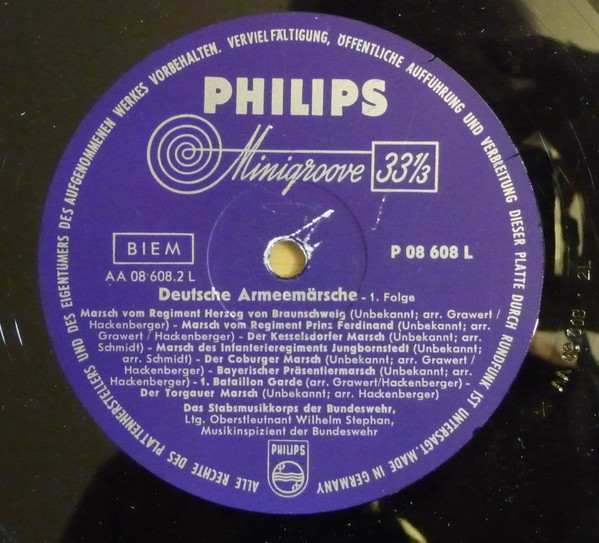 ALLE RECHTE DES PLATTENHERSTELLERS UND DES EIGENTÜMERS DES AUFGENOMMENEN WERKES VORBEHALTEN. VERVIELFÄLTIGUNG, ÖFFENTLICHE AUFFÜHRUNG UND VERBREITUNG DIESER PLATTE DURCH RUNDFUNK IST UNTERSAGT. MADE IN GERMANY
PHILIPS
Minigroove 33 1/3
BIEM
AA 08 608.2 L
P 08 608 L
Deutsche Armeemärsche - 1. Folge
Marsch vom Regiment Herzog von Braunschweig (Unbekannt; arr. Grawert /
Hackenberger) - Marsch vom Regiment Prinz Ferdinand (Unbekannt; arr.
Grawert / Hackenberger) - Der Kesselsdorfer Marsch (Unbekannt; arr.
Schmidt) - Marsch des Infanterieregiments Jungbornstedt (Unbekannt;
arr. Schmidt) - Der Coburger Marsch (Unbekannt; arr. Grawert /
Hackenberger) - Bayerischer Präsentiermarsch (Unbekannt; arr.
Hackenberger) - 1. Bataillon Garde (arr. Grawert/Hackenberger) -
Der Torgauer Marsch (Unbekannt; arr. Hackenberger)
Das Stabsmusikkorps der Bundeswehr,
Ltg. Oberstleutnant Wilhelm Stephan,
Musikinspizient der Bundeswehr
PHILIPS